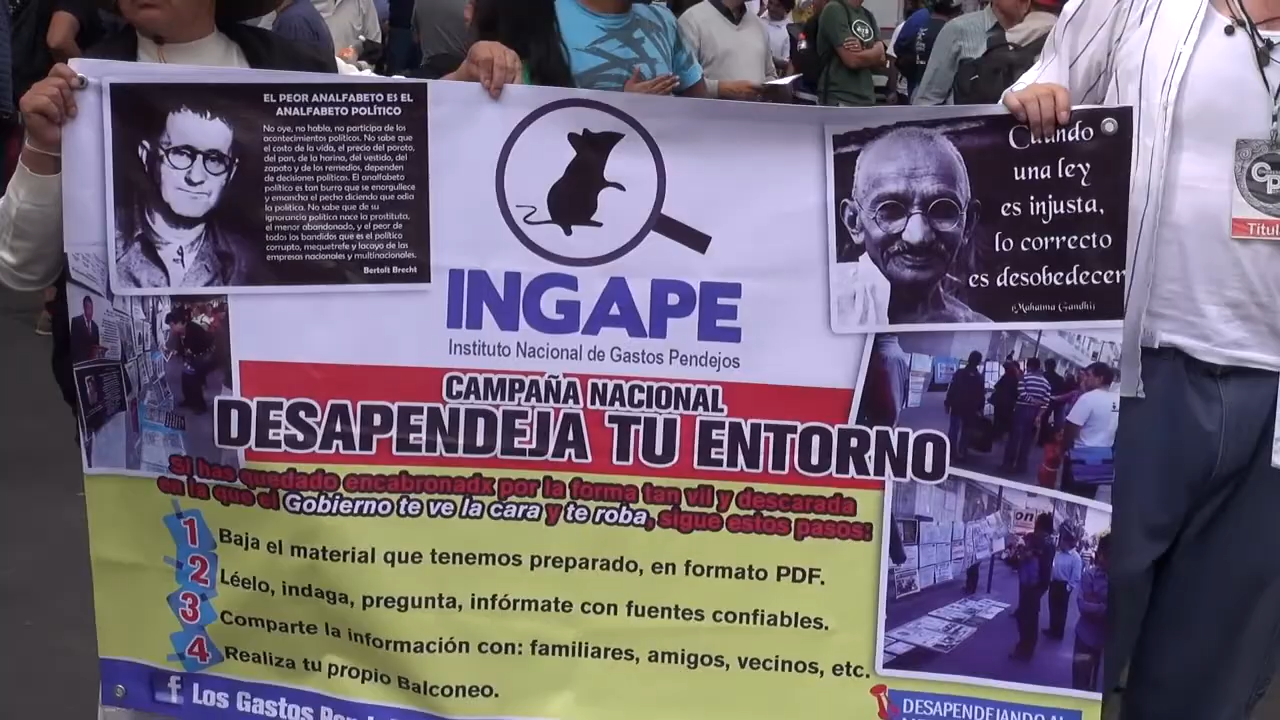 EL PEOR ANALFABETO ES EL
ANALFABETO POLÍTICO
No oye, no habla, no participa de los
acontecimientos políticos. No sabe que
el costo de la vida, el precio del poroto,
del pan, de la harina, del vestido, del
zapato y de los remedios, dependen
de decisiones políticas. El analfabeto
político es tan burro que se enorgullece
y ensancha el pecho diciendo que odia
la política. No sabe que de su
ignorancia política nace la prostituta,
el menor abandonado, y el peor de
todos los bandidos que es el político
corrupto, mequetrefe y lacayo de las
empresas nacionales y multinacionales.
Bertolt Brecht
INGAPE
Instituto Nacional de Gastos Pendejos
Cuando
una ley
es injusta,
lo correcto
es desobedecer
(Mahatma Gandhi)
CAMPAÑA NACIONAL
DESAPENDEJA TU ENTORNO
Si has quedado encabronadx por la forma tan vil y descarada
en la que el Gobierno te ve la cara y te roba, sigue estos pasos:
1 Baja el material que tenemos preparado, en formato PDF.
2 Léelo, indaga, pregunta, infórmate con fuentes confiables.
3 Comparte la información con: familiares, amigos, vecinos, etc.
4 Realiza tu propio Balconeo.
f Los Gastos
DESAPENDEJANDO AL
CP